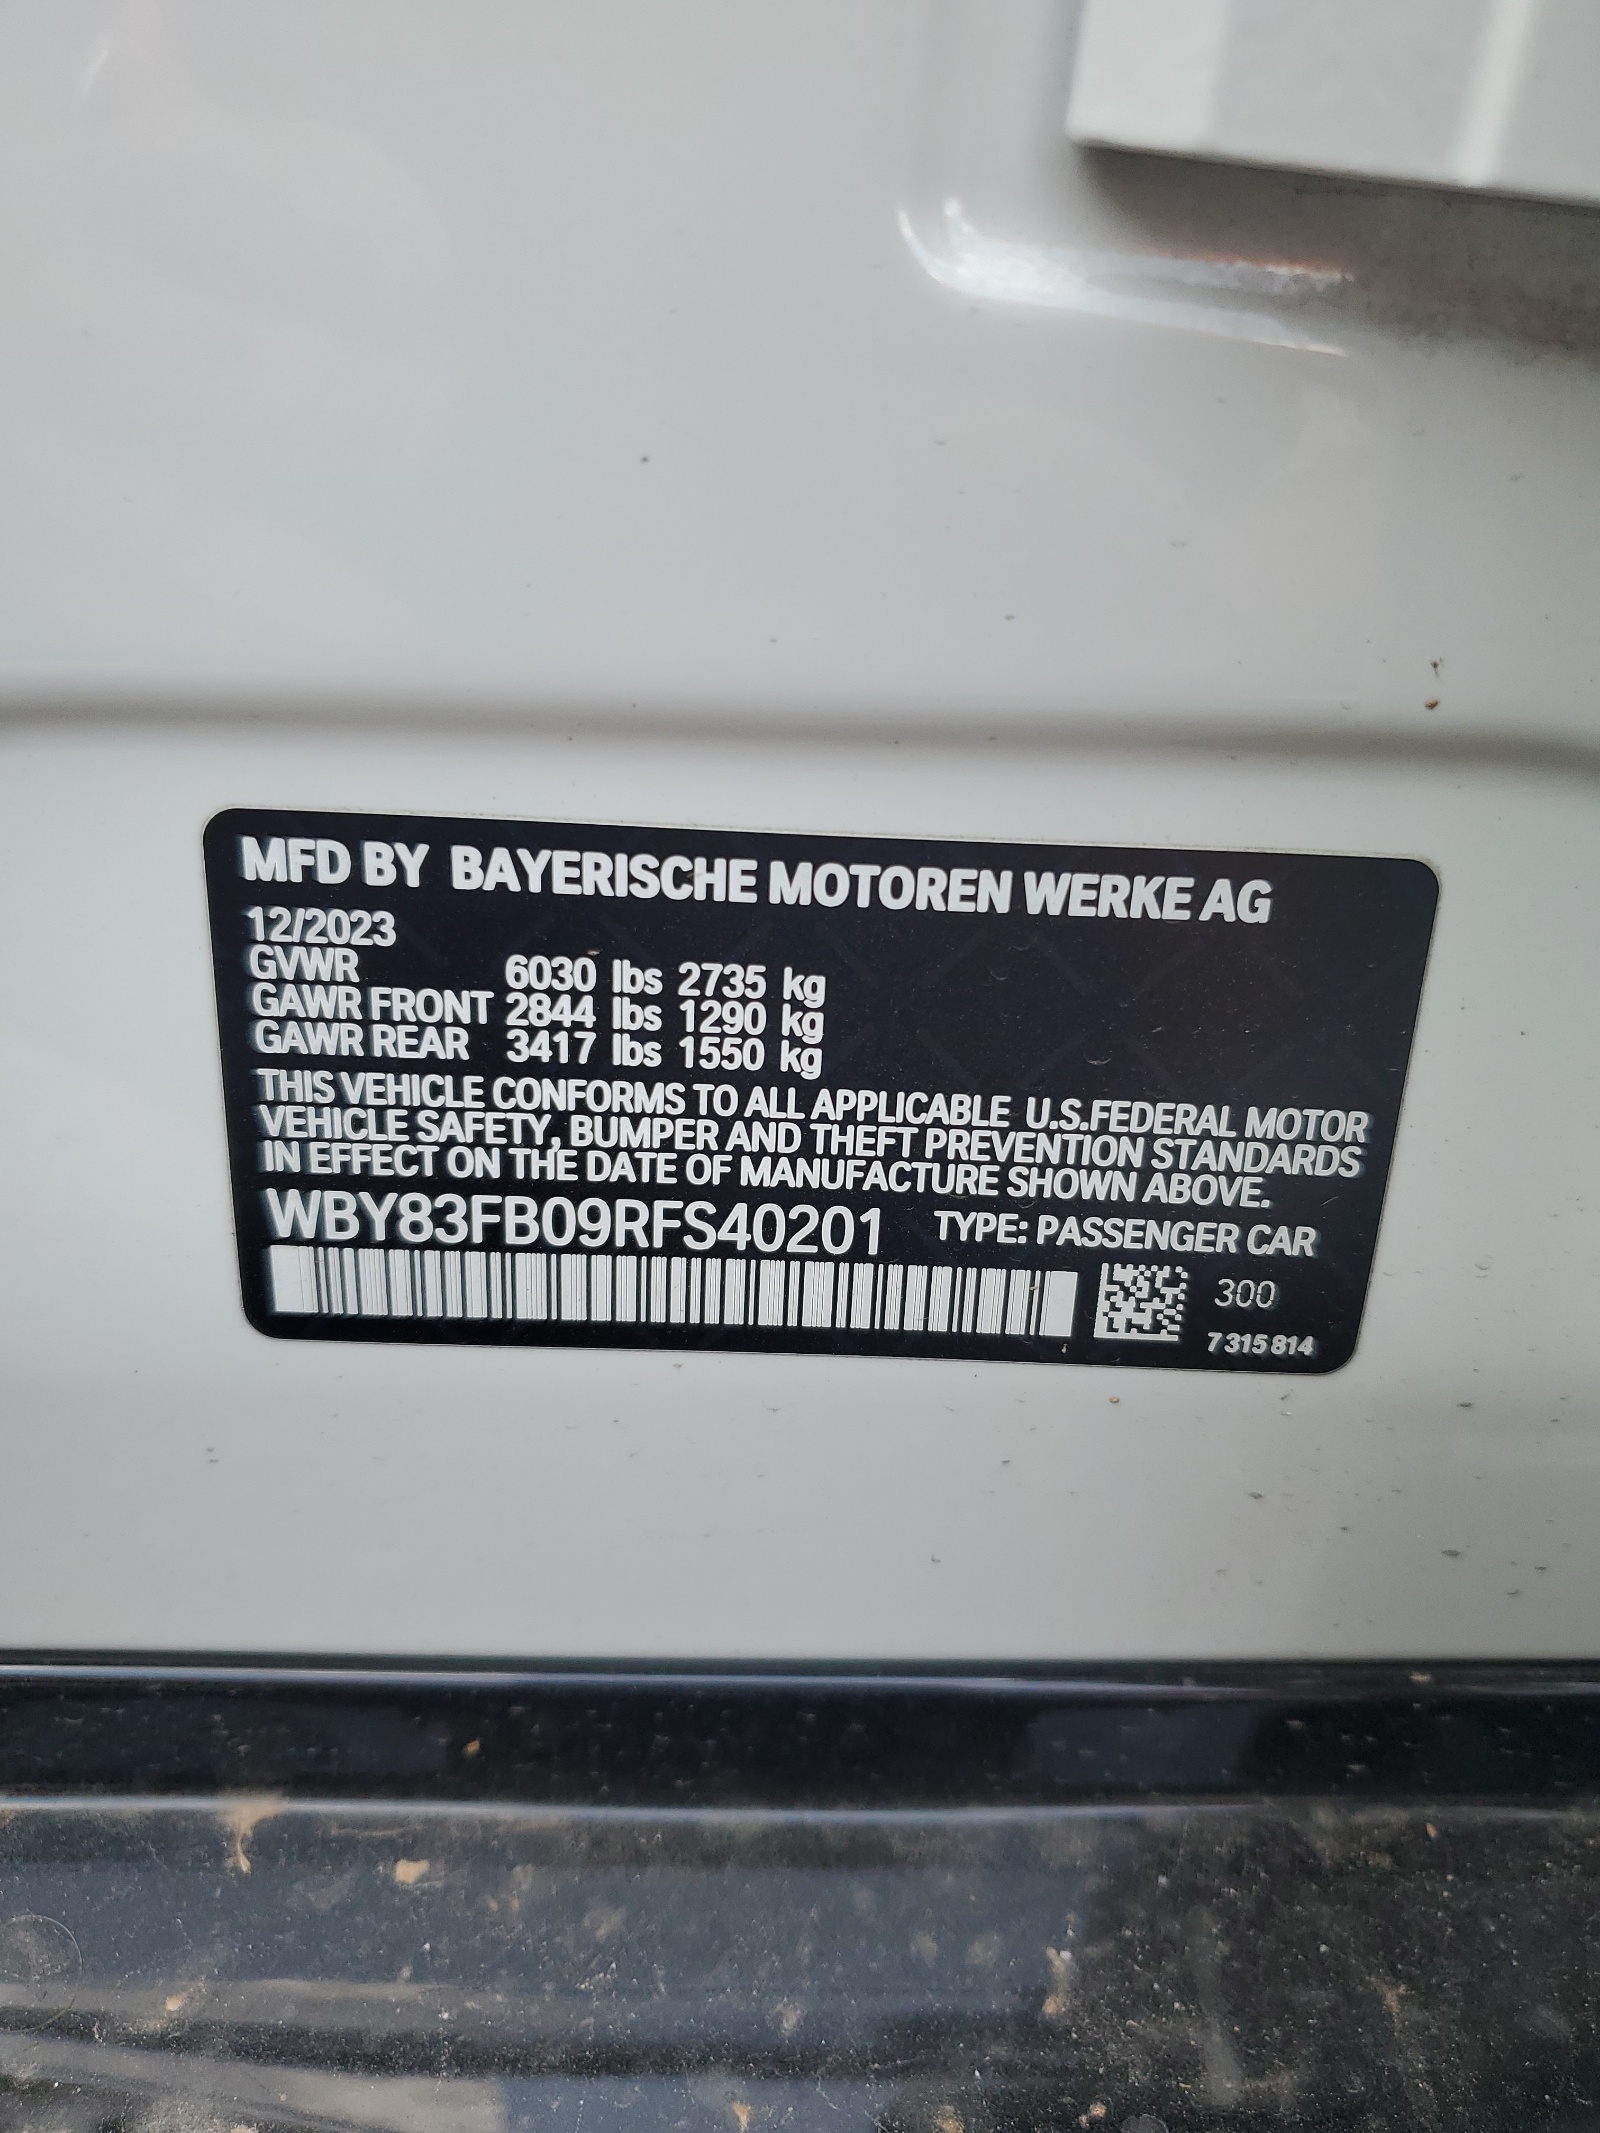 MFD BY BAYERISCHE MOTOREN WERKE AG
12/2023
GVWR 6030 lbs 2735 kg
GAWR FRONT 2844 lbs 1290 kg
GAWR REAR 3417 lbs 1550 kg
THIS VEHICLE CONFORMS TO ALL APPLICABLE U.S.FEDERAL MOTOR
VEHICLE SAFETY, BUMPER AND THEFT PREVENTION STANDARDS
IN EFFECT ON THE DATE OF MANUFACTURE SHOWN ABOVE.
WBY83FB09RFS40201 TYPE: PASSENGER CAR
300
7 315 814